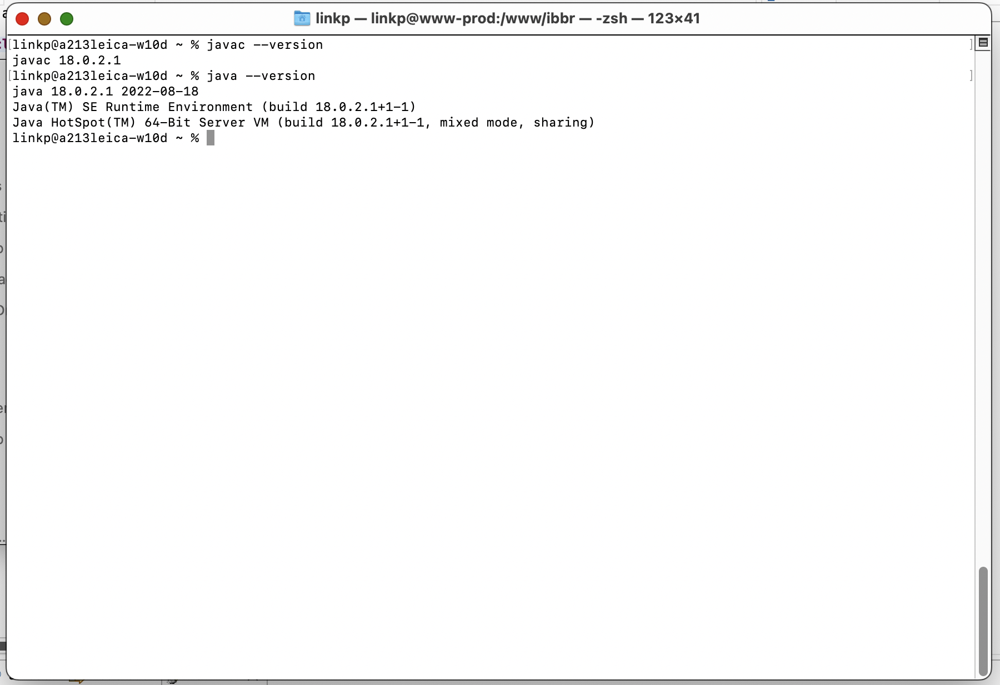 linkp — linkp@www-prod:/www/ibbr — -zsh — 123×41
[linkp@a213leica-w10d ~ % javac --version ]
javac 18.0.2.1
[linkp@a213leica-w10d ~ % java --version ]
java 18.0.2.1 2022-08-18
Java(TM) SE Runtime Environment (build 18.0.2.1+1-1)
Java HotSpot(TM) 64-Bit Server VM (build 18.0.2.1+1-1, mixed mode, sharing)
linkp@a213leica-w10d ~ %